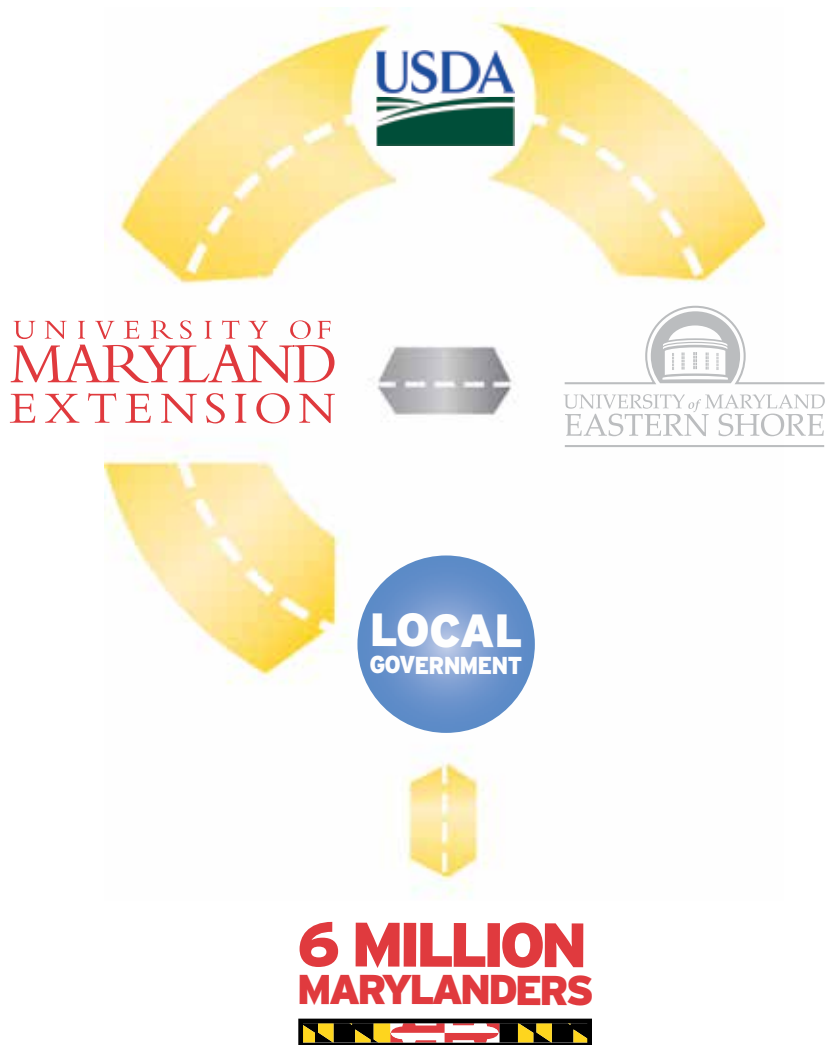 USDA
UNIVERSITY OF
MARYLAND
EXTENSION
UNIVERSITY of MARYLAND
EASTERN SHORE
LOCAL
GOVERNMENT
6 MILLION
MARYLANDERS